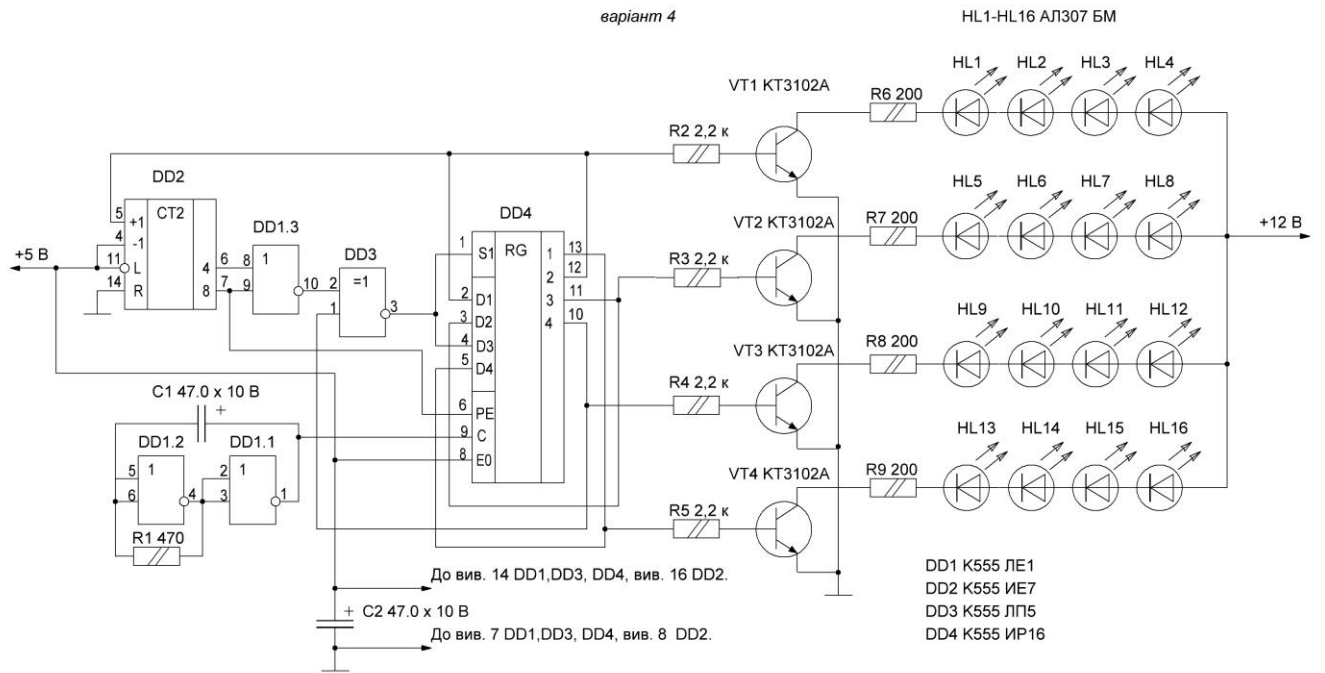 варіант 4
HL1-HL16 АЛ307 БМ
HL1 HL2 HL3 HL4
VT1 КТ3102А
R6 200
R2 2,2 к
DD2
5 +1 СТ2
4 -1
11 L 4 6
14 R 8 7
+5 В
DD1.3
8 1
9 10
DD3
2 =1
1 3
DD4
1 S1 RG 1 13
2 12
2 D1 3 11
3 D2 4 10
4 D3
5 D4
6 PE
9 C
8 E0
VT2 КТ3102А
R7 200
R3 2,2 к
HL5 HL6 HL7 HL8
+12 В
VT3 КТ3102А
R8 200
R4 2,2 к
HL9 HL10 HL11 HL12
VT4 КТ3102А
R9 200
R5 2,2 к
HL13 HL14 HL15 HL16
C1 47.0 x 10 В
+
DD1.2 DD1.1
5 1 2 1
6 4 3 1
R1 470
До вив. 14 DD1,DD3, DD4, вив. 16 DD2.
+ C2 47.0 x 10 В
До вив. 7 DD1,DD3, DD4, вив. 8 DD2.
DD1 К555 ЛЕ1
DD2 К555 ИЕ7
DD3 К555 ЛП5
DD4 К555 ИР16